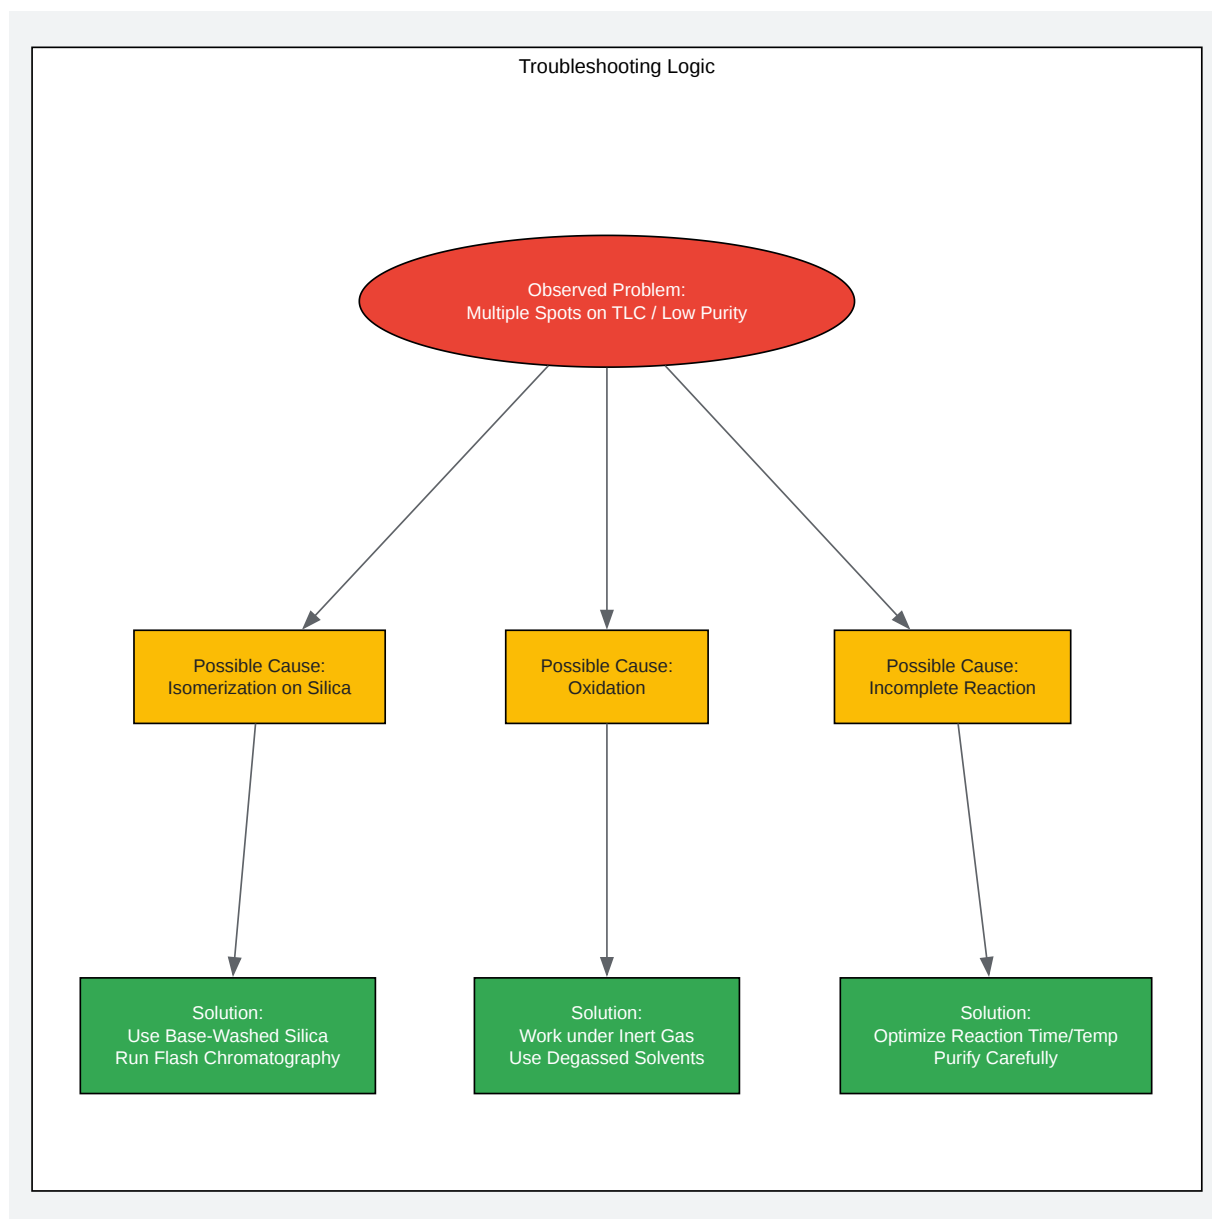 Troubleshooting Logic
Observed Problem:
Multiple Spots on TLC / Low Purity
Possible Cause:
Isomerization on Silica
Possible Cause:
Oxidation
Possible Cause:
Incomplete Reaction
Solution:
Use Base-Washed Silica
Run Flash Chromatography
Solution:
Work under Inert Gas
Use Degassed Solvents
Solution:
Optimize Reaction Time/Temp
Purify Carefully